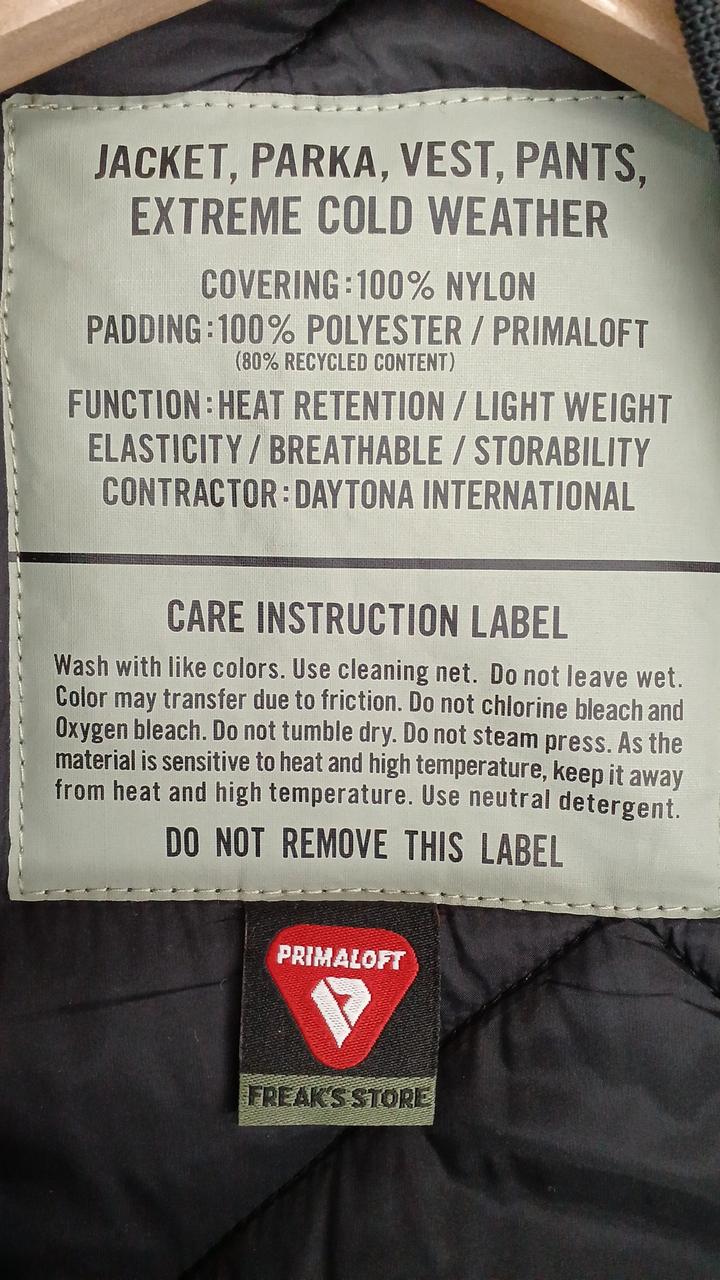 JACKET, PARKA, VEST, PANTS,
EXTREME COLD WEATHER
COVERING:100% NYLON
PADDING:100% POLYESTER / PRIMALOFT
(80% RECYCLED CONTENT)
FUNCTION:HEAT RETENTION / LIGHT WEIGHT
ELASTICITY / BREATHABLE / STORABILITY
CONTRACTOR:DAYTONA INTERNATIONAL
CARE INSTRUCTION LABEL
Wash with like colors. Use cleaning net. Do not leave wet.
Color may transfer due to friction. Do not chlorine bleach and
Oxygen bleach. Do not tumble dry. Do not steam press. As the
material is sensitive to heat and high temperature, keep it away
from heat and high temperature. Use neutral detergent.
DO NOT REMOVE THIS LABEL
PRIMALOFT
FREAK'S STORE